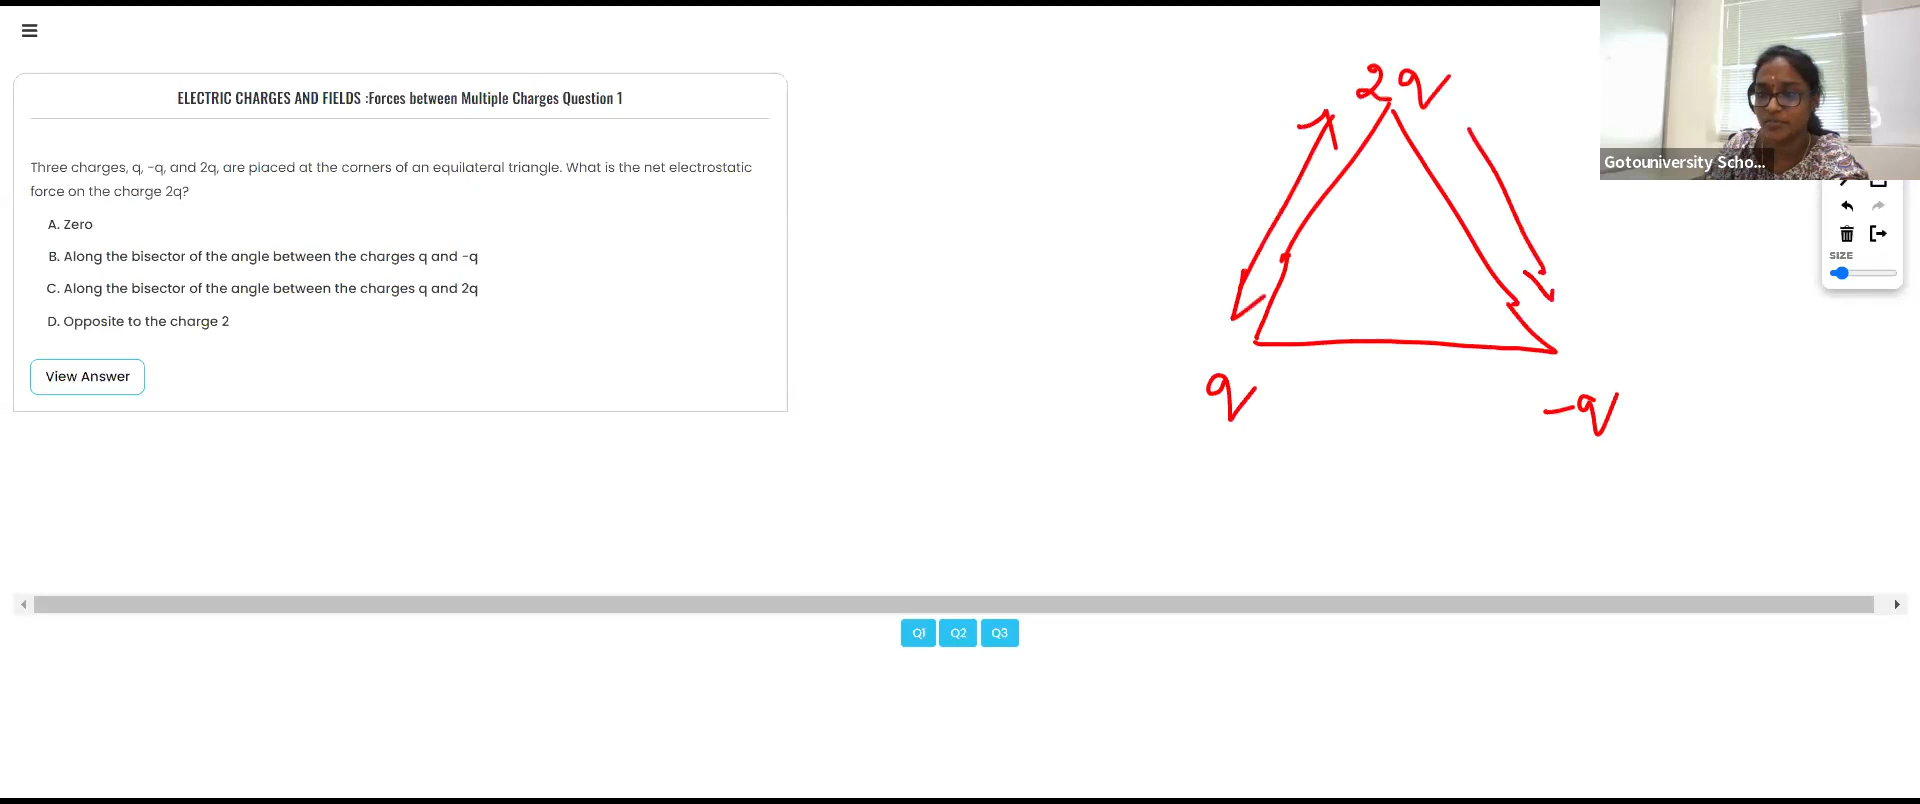 ELECTRIC CHARGES AND FIELDS :Forces between Multiple Charges Question 1
Three charges, q, -q, and 2q, are placed at the corners of an equilateral triangle. What is the net electrostatic
force on the charge 2q?
A. Zero
B. Along the bisector of the angle between the charges q and -q
C. Along the bisector of the angle between the charges q and 2q
D. Opposite to the charge 2
View Answer
2q
q
-q
Gotouniversity Scho...
SIZE
Q1 Q2 Q3